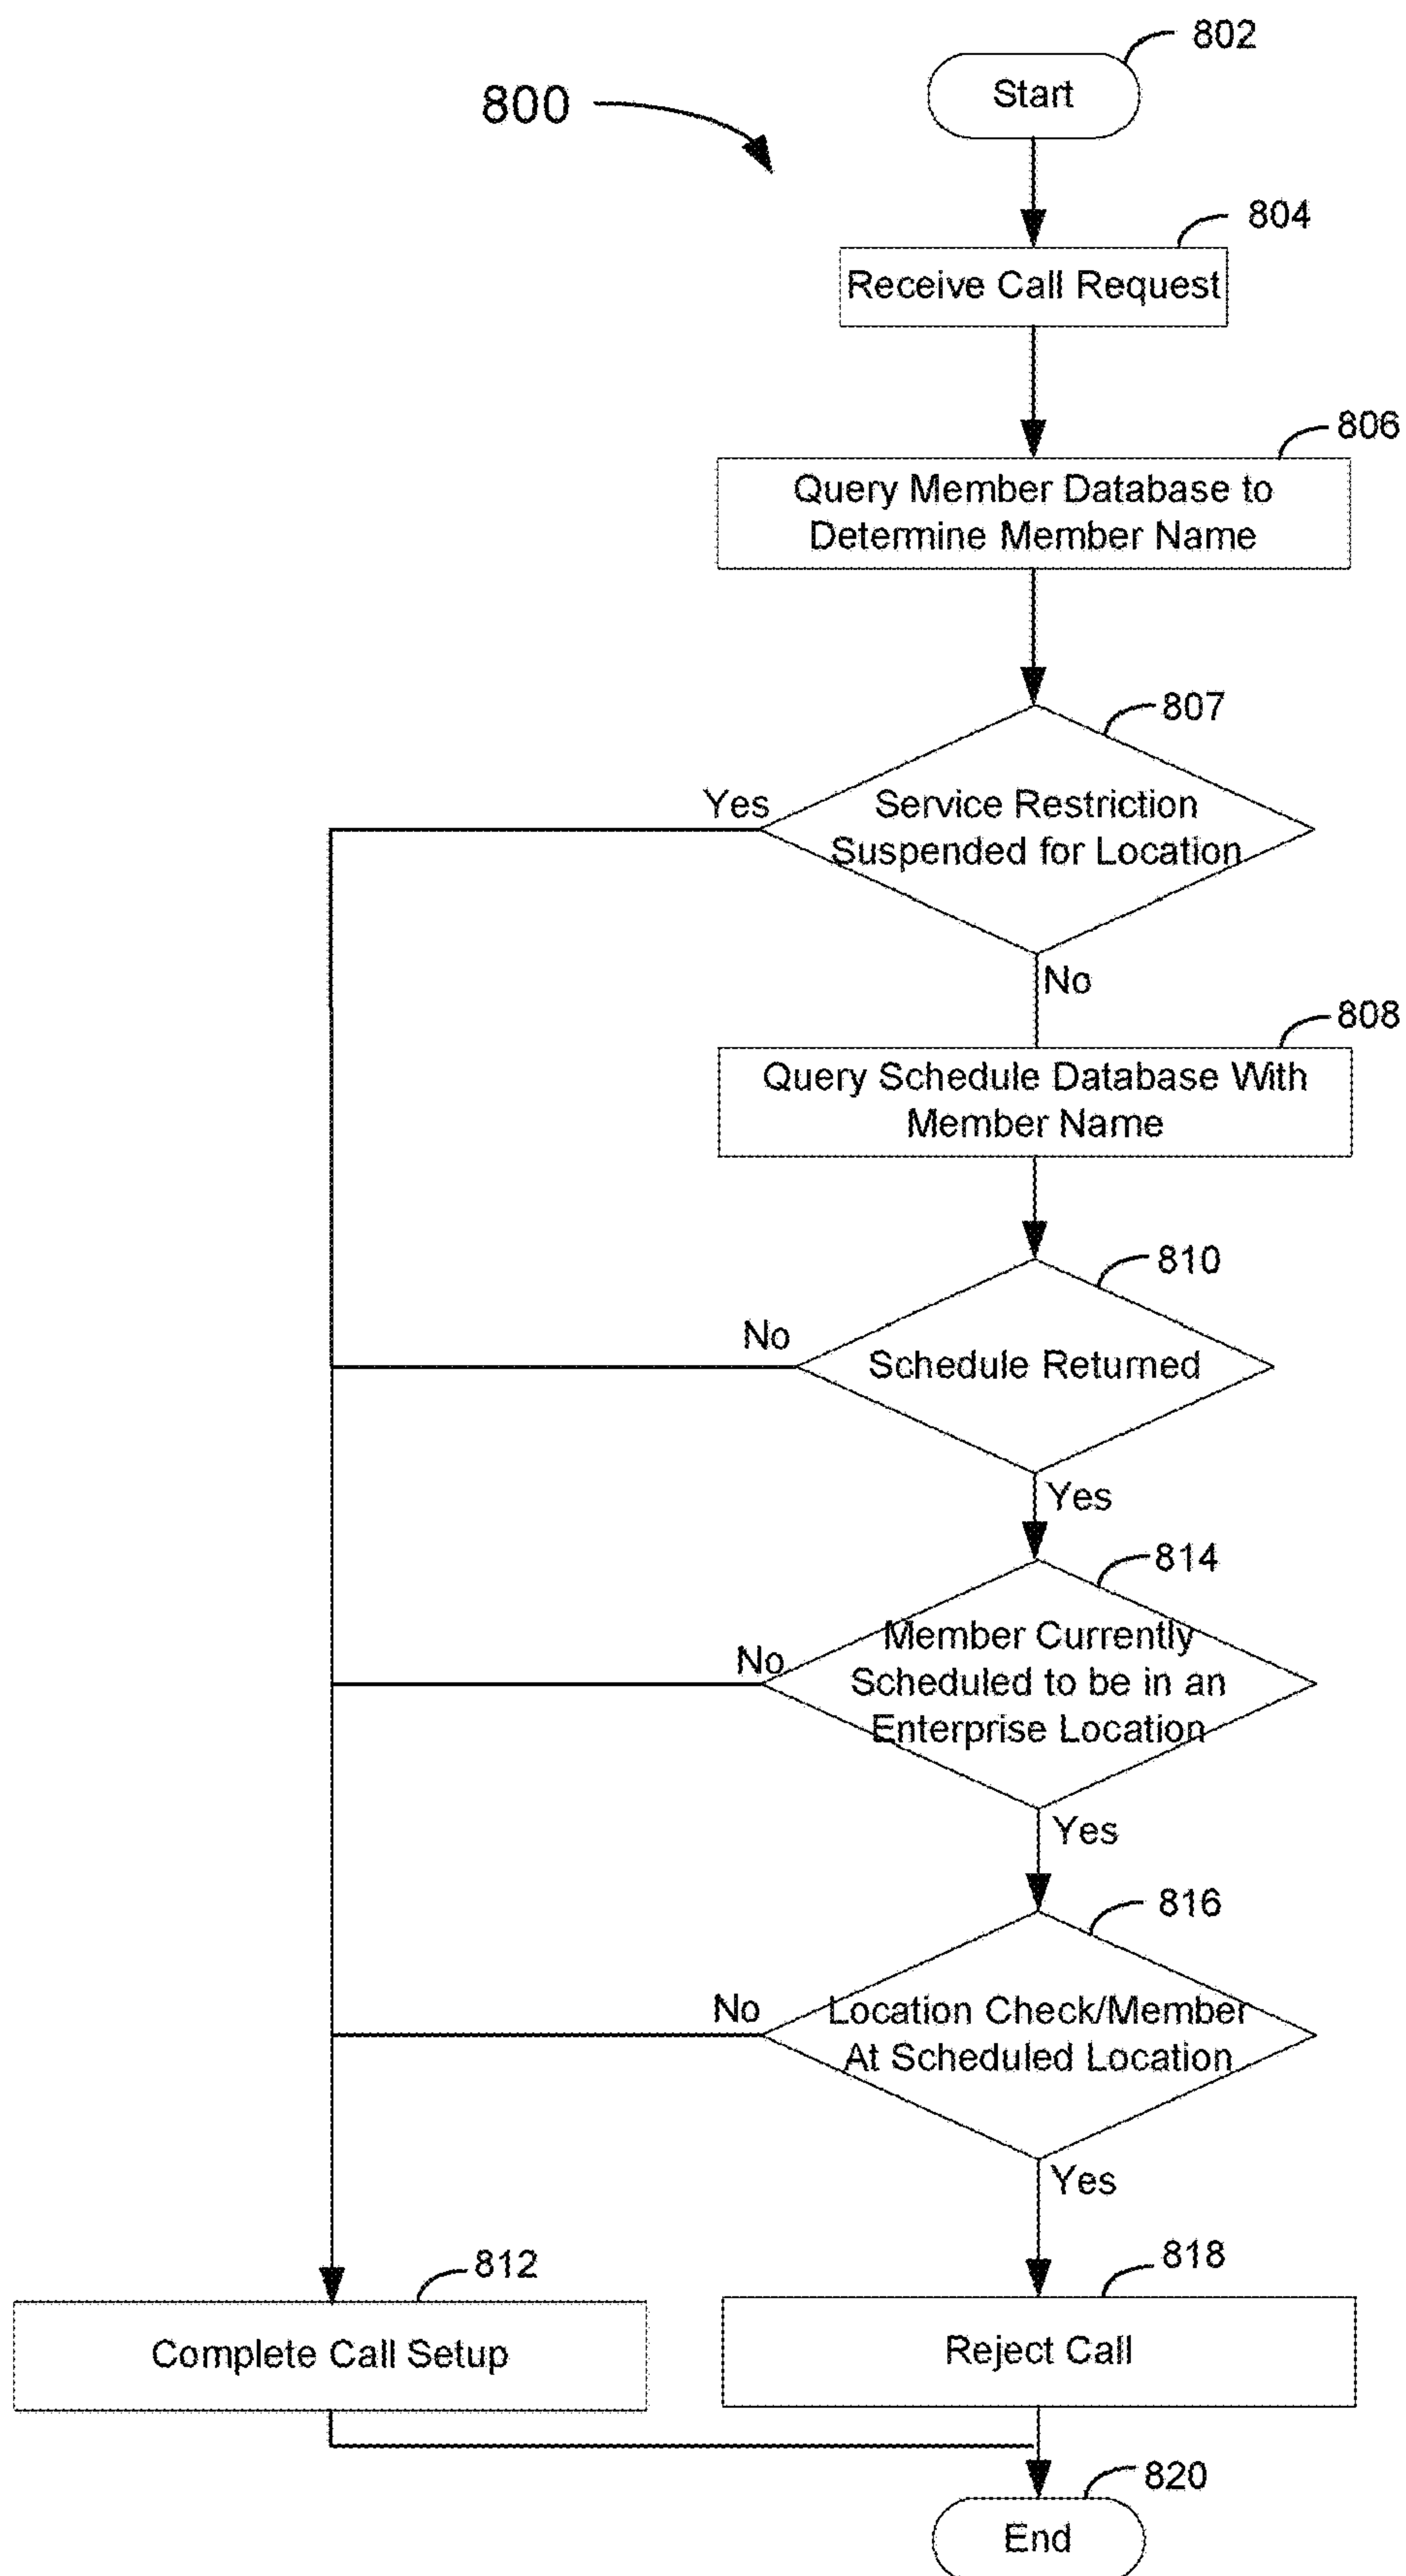 802
Start
800
804
Receive Call Request
806
Query Member Database to
Determine Member Name
807
Yes
Service Restriction
Suspended for Location
No
808
Query Schedule Database With
Member Name
810
No
Schedule Returned
Yes
814
No
Member Currently
Scheduled to be in an
Enterprise Location
Yes
816
No
Location Check/Member
At Scheduled Location
Yes
812
818
Complete Call Setup
Reject Call
820
End